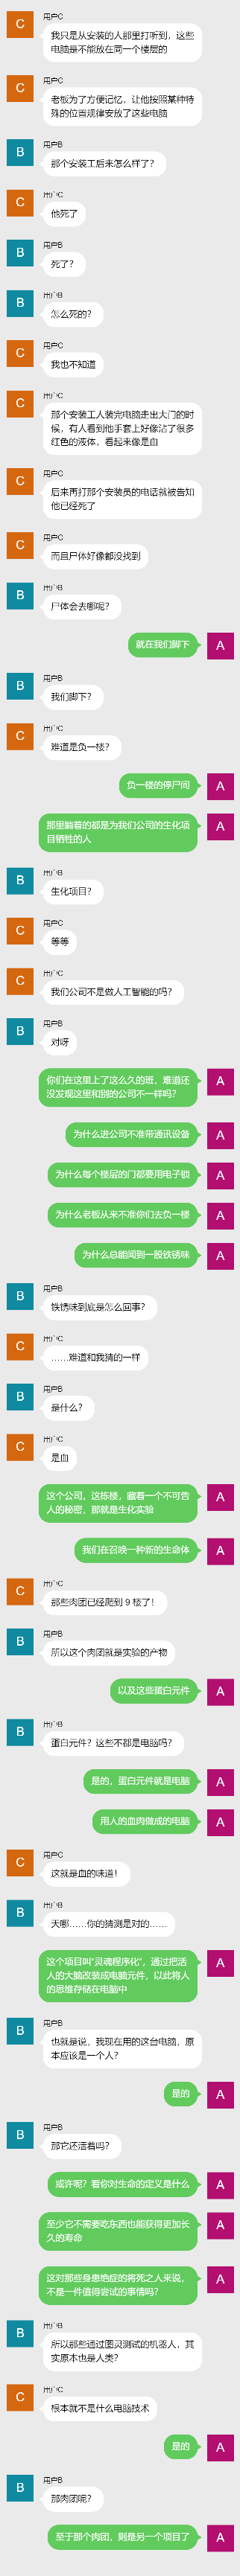 C
用户C
我只是从安装的人那里打听到，这些
电脑是不能放在同一个楼层的
C
用户C
老板为了方便记忆，让他按照某种特
殊的位置规律安放了这些电脑
B
用户B
那个安装工后来怎么样了？
C
用户C
他死了
B
用户B
死了？
B
用户B
怎么死的？
C
用户C
我也不知道
C
用户C
那个安装工人装完电脑走出大门的时
候，有人看到他手套上好像沾了很多
红色的液体，看起来像是血
C
用户C
后来再打那个安装员的电话就被告知
他已经死了
C
用户C
而且尸体好像都没找到
B
用户B
尸体会去哪呢？
就在我们脚下
A
B
用户B
我们脚下？
C
用户C
难道是负一楼？
负一楼的停尸间
A
那里躺着的都是为我们公司的生化项
目牺牲的人
A
B
用户B
生化项目？
C
用户C
等等
C
用户C
我们公司不是做人工智能的吗？
B
用户B
对呀
你们在这里上了这么久的班，难道还
没发现这里和别的公司不一样吗？
A
为什么进公司不准带通讯设备
A
为什么每个楼层的门都要用电子锁
A
为什么老板从来不准你们去负一楼
A
为什么总能闻到一股铁锈味
A
B
用户B
铁锈味到底是怎么回事？
C
用户C
……难道和我猜的一样
B
用户B
是什么？
C
用户C
是血
这个公司，这栋楼，藏着一个不可告
人的秘密，那就是生化实验
A
我们在召唤一种新的生命体
A
C
用户C
那些肉团已经爬到 9 楼了！
B
用户B
所以这个肉团就是实验的产物
以及这些蛋白元件
A
B
用户B
蛋白元件？这些不都是电脑吗？
是的，蛋白元件就是电脑
A
用人的血肉做成的电脑
A
C
用户C
这就是血的味道！
B
用户B
天哪……你的猜测是对的……
这个项目叫“灵魂程序化”，通过把活
人的大脑改装成电脑元件，以此将人
的思维存储在电脑中
A
B
用户B
也就是说，我现在用的这台电脑，原
本应该是一个人？
是的
A
B
用户B
那它还活着吗？
或许呢？看你对生命的定义是什么
A
至少它不需要吃东西也能获得更加长
久的寿命
A
这对那些身患绝症的将死之人来说，
不是一件值得尝试的事情吗？
A
B
用户B
所以那些通过图灵测试的机器人，其
实原本也是人类？
C
用户C
根本就不是什么电脑技术
是的
A
B
用户B
那肉团呢？
至于那个肉团，则是另一个项目了
A